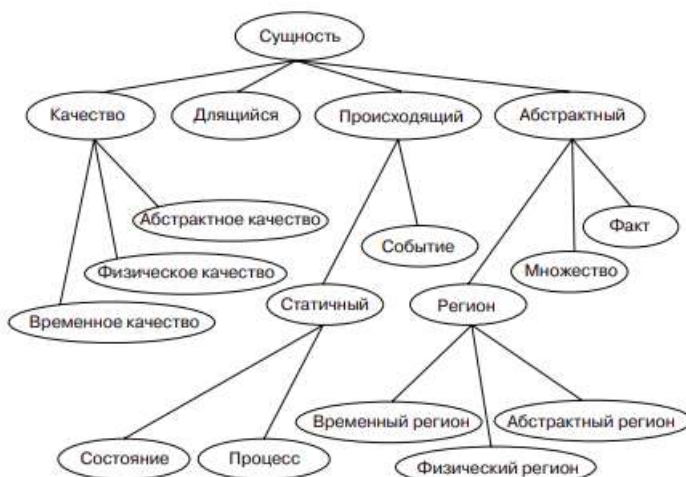 Сущность
Качество
Длящийся
Происходящий
Абстрактный
Абстрактное качество
Факт
Событие
Физическое качество
Множество
Статичный
Регион
Временное качество
Временный регион
Абстрактный регион
Состояние
Процесс
Физический регион